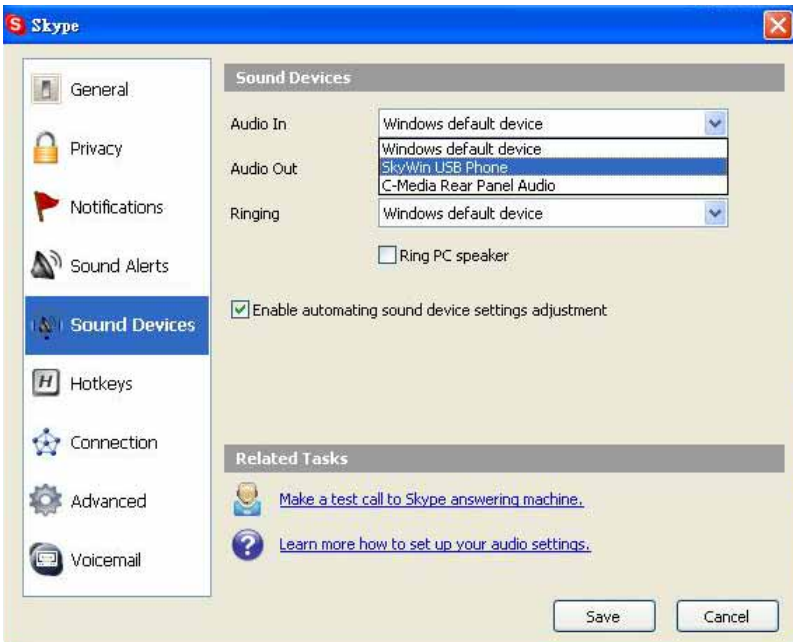 Skype
General
Privacy
Notifications
Sound Alerts
Sound Devices
Hotkeys
Connection
Advanced
Voicemail
Sound Devices
Audio In
Windows default device
Windows default device
SkyWin USB Phone
C-Media Rear Panel Audio
Audio Out
Ringing
Windows default device
Ring PC speaker
Enable automating sound device settings adjustment
Related Tasks
Make a test call to Skype answering machine.
Learn more how to set up your audio settings.
Save
Cancel